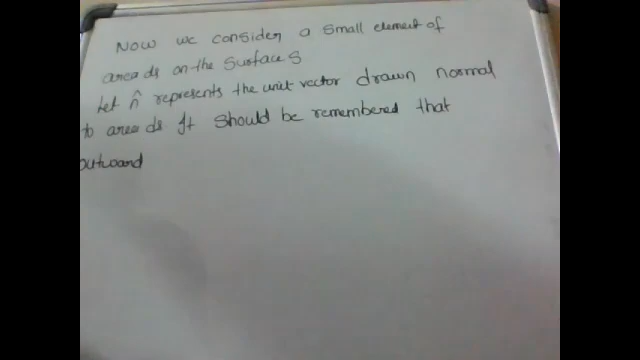 Now we consider a small element of
area ds on the surface S
Let n̂ represents the unit vector drawn normal
to area ds It should be remembered that
outward